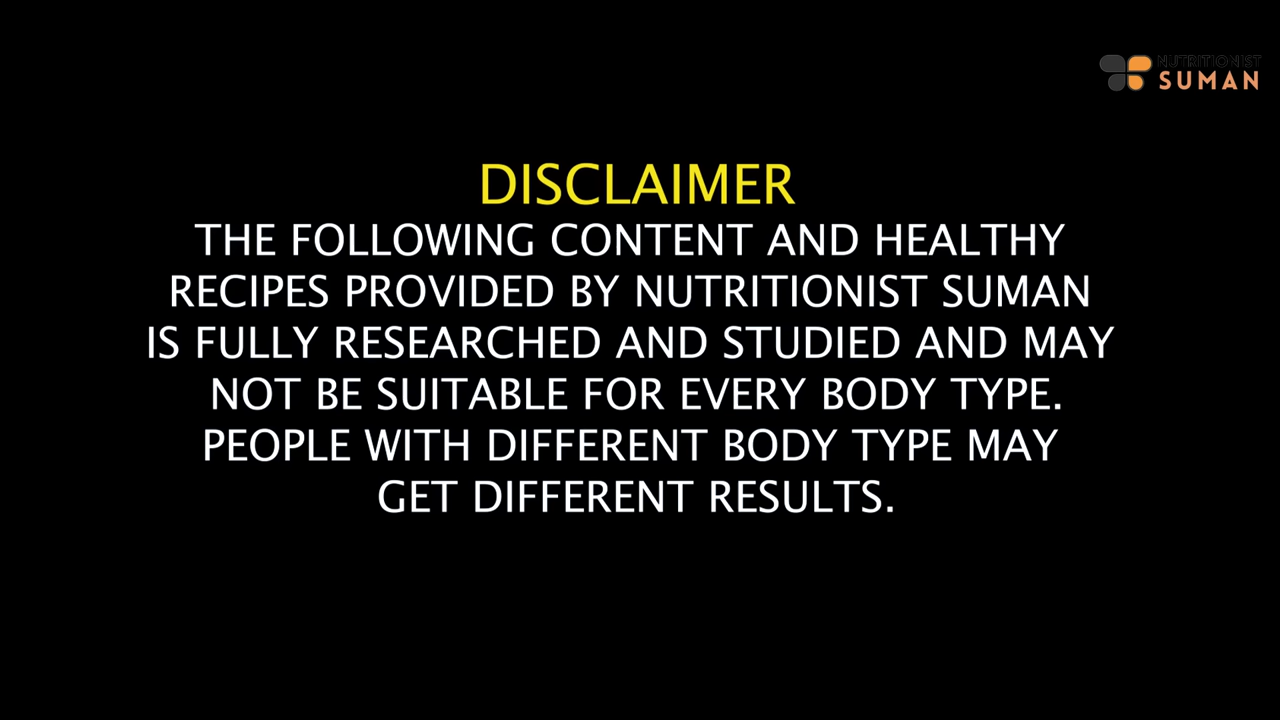 NUTRITIONIST
SUMAN
DISCLAIMER
THE FOLLOWING CONTENT AND HEALTHY
RECIPES PROVIDED BY NUTRITIONIST SUMAN
IS FULLY RESEARCHED AND STUDIED AND MAY
NOT BE SUITABLE FOR EVERY BODY TYPE.
PEOPLE WITH DIFFERENT BODY TYPE MAY
GET DIFFERENT RESULTS.